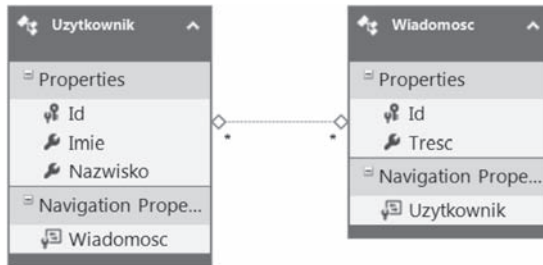 Uzytkownik
Properties
Id
Imie
Nazwisko
Navigation Prope...
Wiadomosc
*
*
Wiadomosc
Properties
Id
Tresc
Navigation Prope...
Uzytkownik